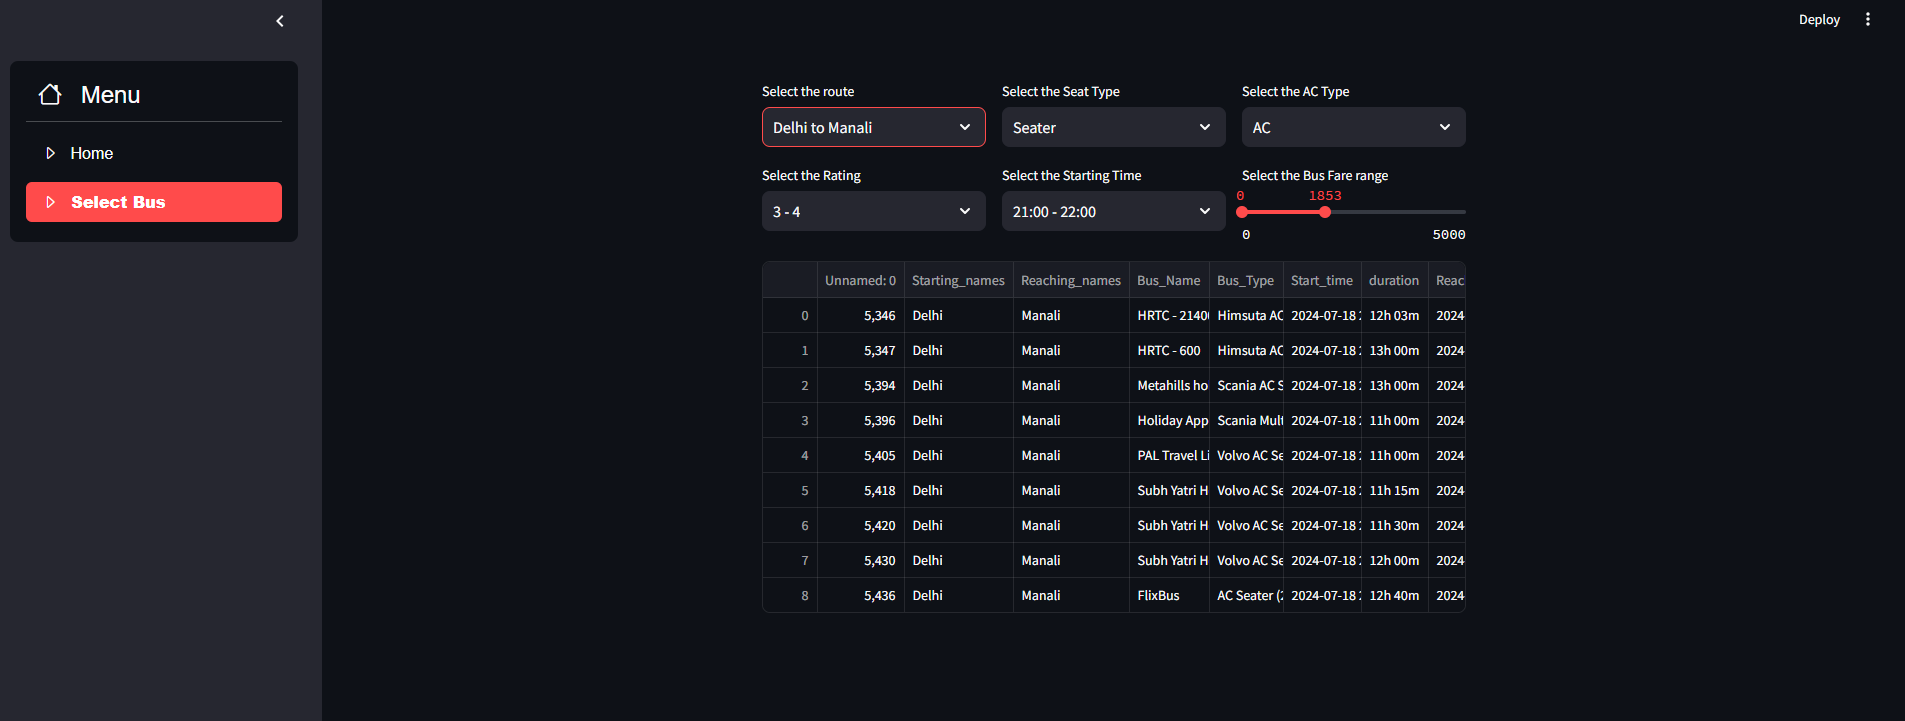 Deploy
Menu
Home
Select Bus
Select the route Select the Seat Type Select the AC Type
Delhi to Manali Seater AC
Select the Rating Select the Starting Time Select the Bus Fare range
3 - 4 21:00 - 22:00 0 1853
0 5000
Unnamed: 0 Starting_names Reaching_names Bus_Name Bus_Type Start_time duration Reac
0 5,346 Delhi Manali HRTC - 2140 Himsuta AC 2024-07-18 12h 03m 2024-
1 5,347 Delhi Manali HRTC - 600 Himsuta AC 2024-07-18 13h 00m 2024-
2 5,394 Delhi Manali Metahills ho Scania AC S 2024-07-18 13h 00m 2024-
3 5,396 Delhi Manali Holiday App Scania Mult 2024-07-18 11h 00m 2024-
4 5,405 Delhi Manali PAL Travel Li Volvo AC Se 2024-07-18 11h 00m 2024-
5 5,418 Delhi Manali Subh Yatri H Volvo AC Se 2024-07-18 11h 15m 2024-
6 5,420 Delhi Manali Subh Yatri H Volvo AC Se 2024-07-18 11h 30m 2024-
7 5,430 Delhi Manali Subh Yatri H Volvo AC Se 2024-07-18 12h 00m 2024-
8 5,436 Delhi Manali FlixBus AC Seater (2 2024-07-18 12h 40m 2024-